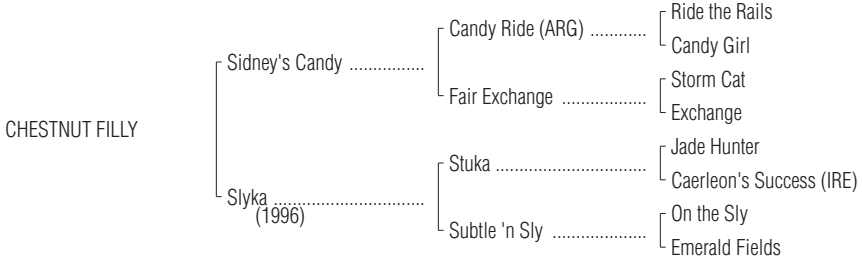 Ride the Rails
Candy Ride (ARG) ............
Candy Girl
Sidney's Candy ................
Storm Cat
Fair Exchange ..................
Exchange
CHESTNUT FILLY
Jade Hunter
Stuka ................................
Caerleon's Success (IRE)
Slyka ................................
(1996)
On the Sly
Subtle 'n Sly ....................
Emerald Fields